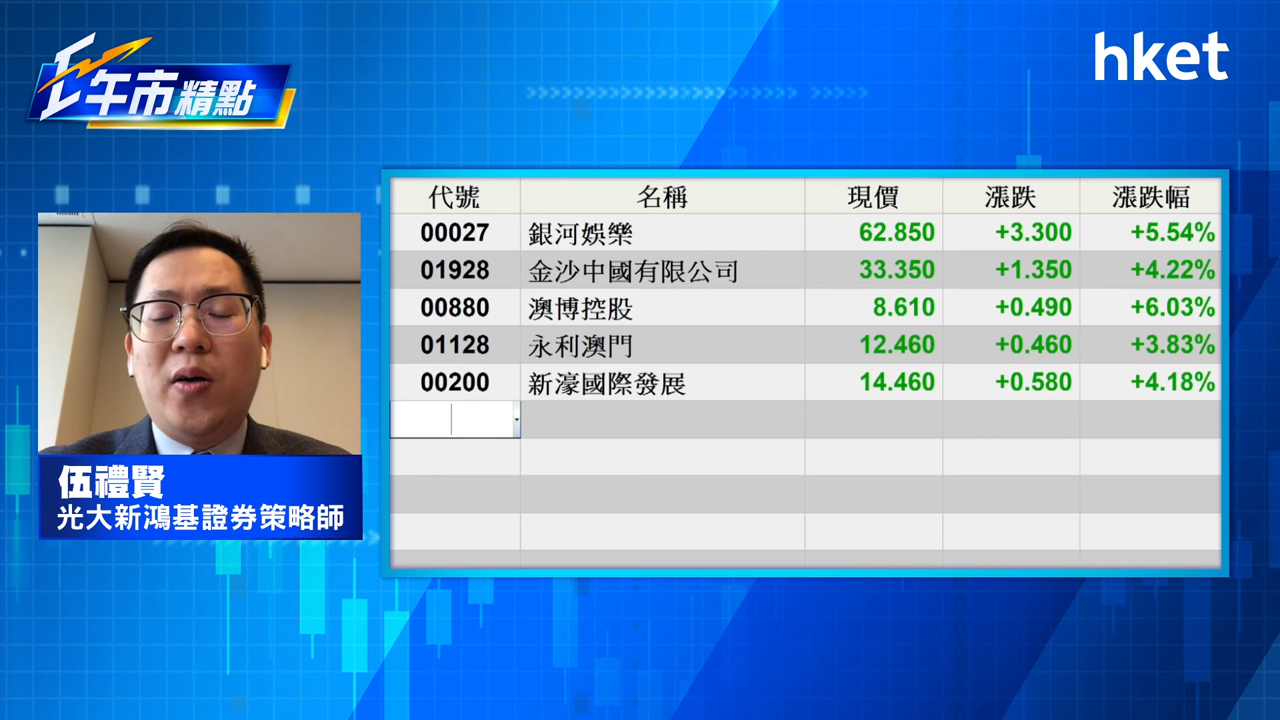 午市精點
hket
代號 名稱 現價 漲跌 漲跌幅
00027 銀河娛樂 62.850 +3.300 +5.54%
01928 金沙中國有限公司 33.350 +1.350 +4.22%
00880 澳博控股 8.610 +0.490 +6.03%
01128 永利澳門 12.460 +0.460 +3.83%
00200 新濠國際發展 14.460 +0.580 +4.18%
伍禮賢
光大新鴻基證券策略師